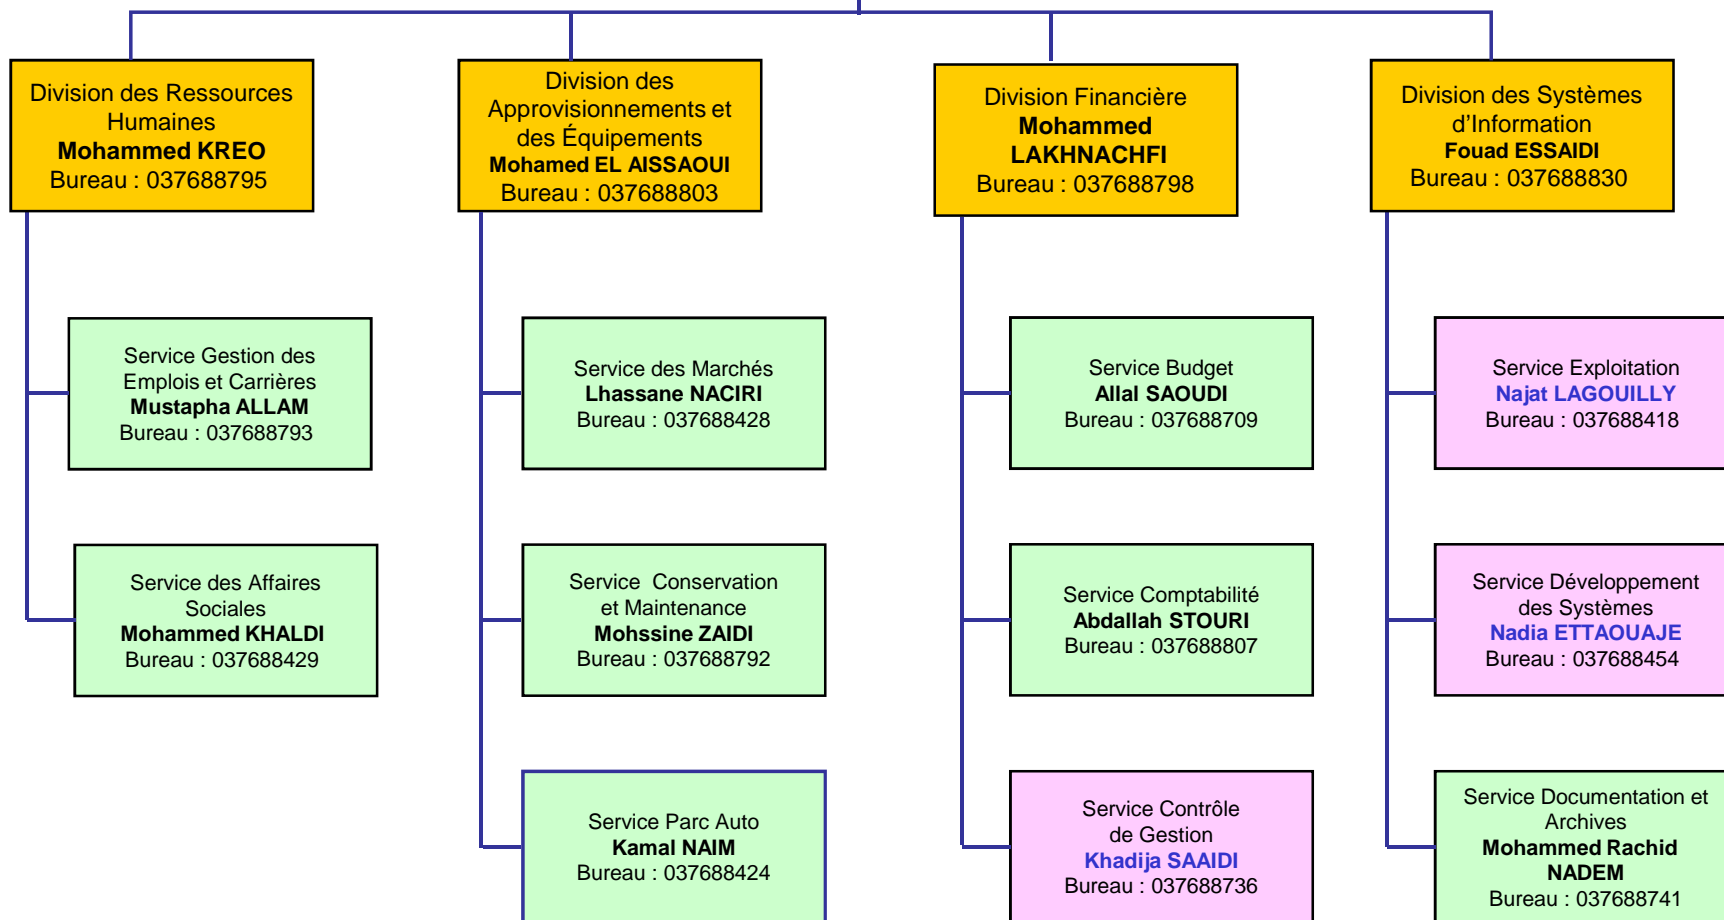 Division des Ressources
Humaines
Mohammed KREO
Bureau : 037688795
Division des
Approvisionnements et
des Équipements
Mohamed EL AISSAOUI
Bureau : 037688803
Division Financière
Mohammed
LAKHNACHFI
Bureau : 037688798
Division des Systèmes
d’Information
Fouad ESSAIDI
Bureau : 037688830
Service Gestion des
Emplois et Carrières
Mustapha ALLAM
Bureau : 037688793
Service des Marchés
Lhassane NACIRI
Bureau : 037688428
Service Budget
Allal SAOUDI
Bureau : 037688709
Service Exploitation
Najat LAGOUILLY
Bureau : 037688418
Service des Affaires
Sociales
Mohammed KHALDI
Bureau : 037688429
Service Conservation
et Maintenance
Mohssine ZAIDI
Bureau : 037688792
Service Comptabilité
Abdallah STOURI
Bureau : 037688807
Service Développement
des Systèmes
Nadia ETTAOUAJE
Bureau : 037688454
Service Parc Auto
Kamal NAIM
Bureau : 037688424
Service Contrôle
de Gestion
Khadija SAAIDI
Bureau : 037688736
Service Documentation et
Archives
Mohammed Rachid
NADEM
Bureau : 037688741